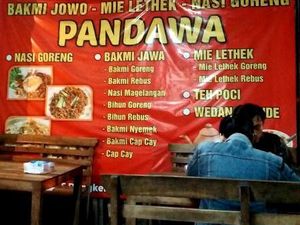 BAKMI JOWO - MIE LETHEK - NASI GORENG
PANDAWA
• NASI GORENG
• BAKMI JAWA
- Bakmi Goreng
- Bakmi Rebus
- Nasi Magelangan
- Bihun Goreng
- Bihun Rebus
- Bakmi Nyemek
- Bakmi Cap Cay
- Cap Cay
• MIE LETHEK
- Mie Lethek Goreng
- Mie Lethek Rebus
• TEH POCI
• WEDANG